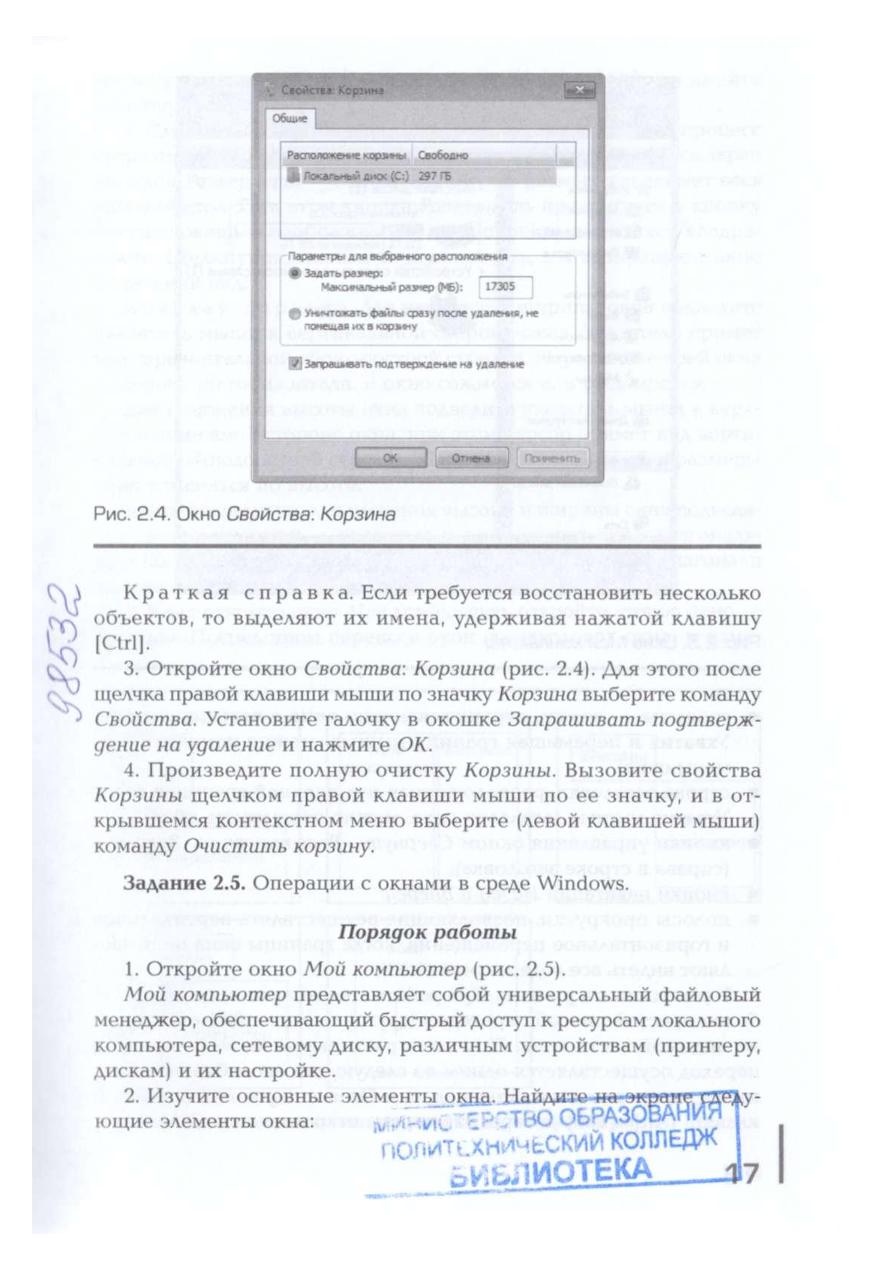 Свойства: Корзина
Общие
Расположение корзины Свободно
Локальный диск (C:) 297 ГБ
Параметры для выбранного расположения
Задать размер:
Максимальный размер (МБ): 17305
Уничтожать файлы сразу после удаления, не
помещая их в корзину
Запрашивать подтверждение на удаление
ОК Отмена Применить
Рис. 2.4. Окно Свойства: Корзина
98532
Краткая справка. Если требуется восстановить несколько
объектов, то выделяют их имена, удерживая нажатой клавишу
[Ctrl].
3. Откройте окно Свойства: Корзина (рис. 2.4). Для этого после
щелчка правой клавиши мыши по значку Корзина выберите команду
Свойства. Установите галочку в окошке Запрашивать подтверж-
дение на удаление и нажмите ОК.
4. Произведите полную очистку Корзины. Вызовите свойства
Корзины щелчком правой клавиши мыши по ее значку, и в от-
крывшемся контекстном меню выберите (левой клавишей мыши)
команду Очистить корзину.
Задание 2.5. Операции с окнами в среде Windows.
Порядок работы
1. Откройте окно Мой компьютер (рис. 2.5).
Мой компьютер представляет собой универсальный файловый
менеджер, обеспечивающий быстрый доступ к ресурсам локального
компьютера, сетевому диску, различным устройствам (принтеру,
дискам) и их настройке.
2. Изучите основные элементы окна. Найдите на экране следу-
ющие элементы окна:
МИНИСТЕРСТВО ОБРАЗОВАНИЯ
ПОЛИТЕХНИЧЕСКИЙ КОЛЛЕДЖ
БИБЛИОТЕКА
17